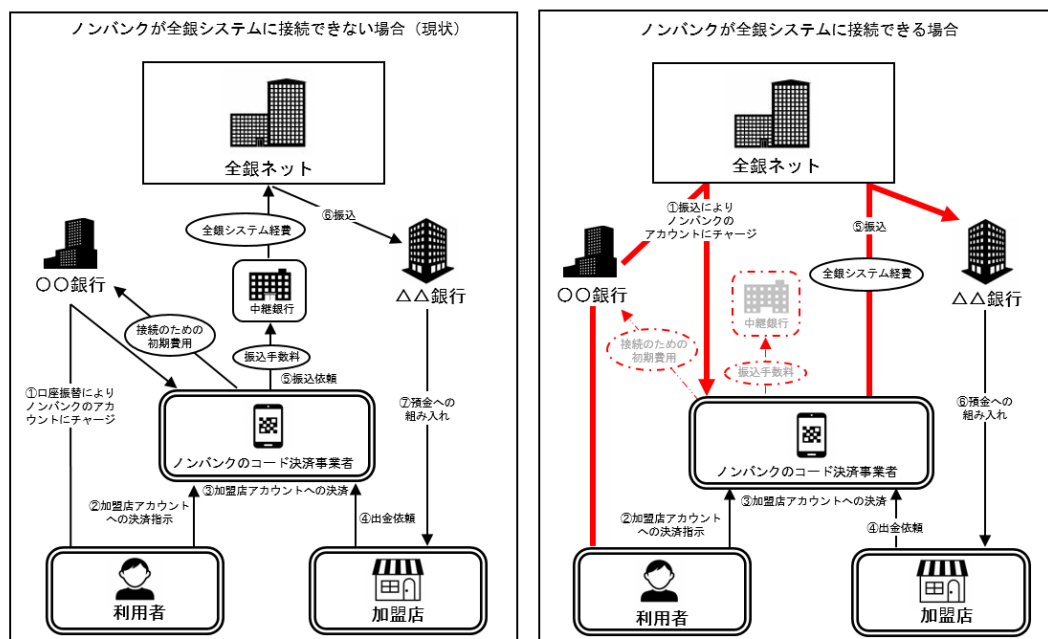 ノンバンクが全銀システムに接続できない場合（現状）
全銀ネット
⑥振込
全銀システム経費
〇〇銀行
中継銀行
△△銀行
接続のための
初期費用
振込手数料
⑤振込依頼
①口座振替により
ノンバンクのアカ
ウントにチャージ
⑦預金への
組み入れ
ノンバンクのコード決済事業者
③加盟店アカウントへの決済
②加盟店アカウント
への決済指示
④出金依頼
利用者
加盟店
ノンバンクが全銀システムに接続できる場合
全銀ネット
①振込により
ノンバンクの
アカウントにチャージ
⑤振込
全銀システム経費
〇〇銀行
中継銀行
△△銀行
接続のための
初期費用
振込手数料
⑥預金への
組み入れ
ノンバンクのコード決済事業者
③加盟店アカウントへの決済
②加盟店アカウント
への決済指示
④出金依頼
利用者
加盟店